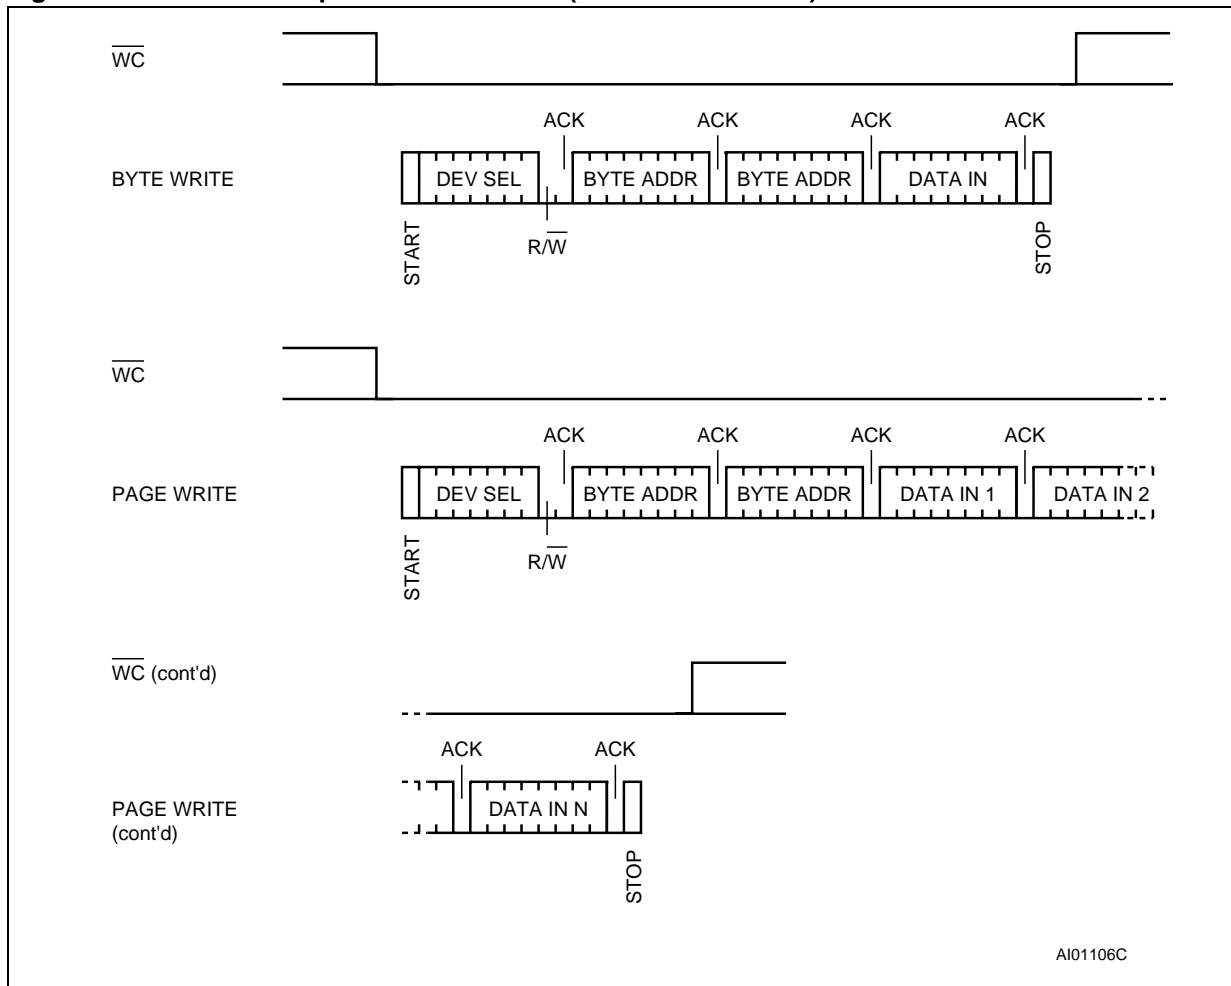 WC
ACK ACK ACK ACK
BYTE WRITE DEV SEL BYTE ADDR BYTE ADDR DATA IN
R/W
START STOP
WC
ACK ACK ACK ACK
PAGE WRITE DEV SEL BYTE ADDR BYTE ADDR DATA IN 1 DATA IN 2
R/W
START
WC (cont'd)
ACK ACK
PAGE WRITE DATA IN N
(cont'd)
STOP
AI01106C